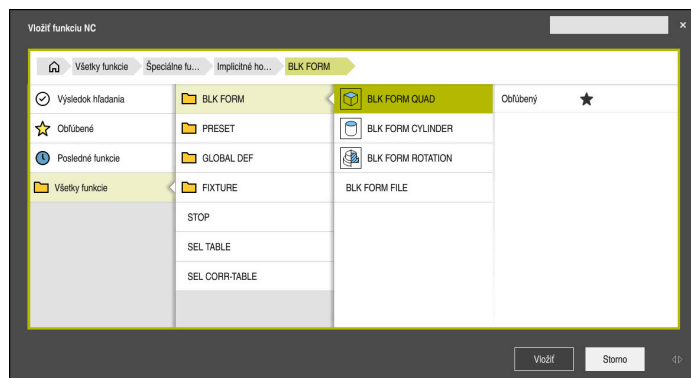 Vložiť funkciu NC
Všetky funkcie Špeciálne fu... Implicitné ho... BLK FORM
Výsledok hľadania
Obľúbené
Posledné funkcie
Všetky funkcie
BLK FORM
PRESET
GLOBAL DEF
FIXTURE
STOP
SEL TABLE
SEL CORR-TABLE
BLK FORM QUAD
BLK FORM CYLINDER
BLK FORM ROTATION
BLK FORM FILE
Obľúbený
Vložiť Storno